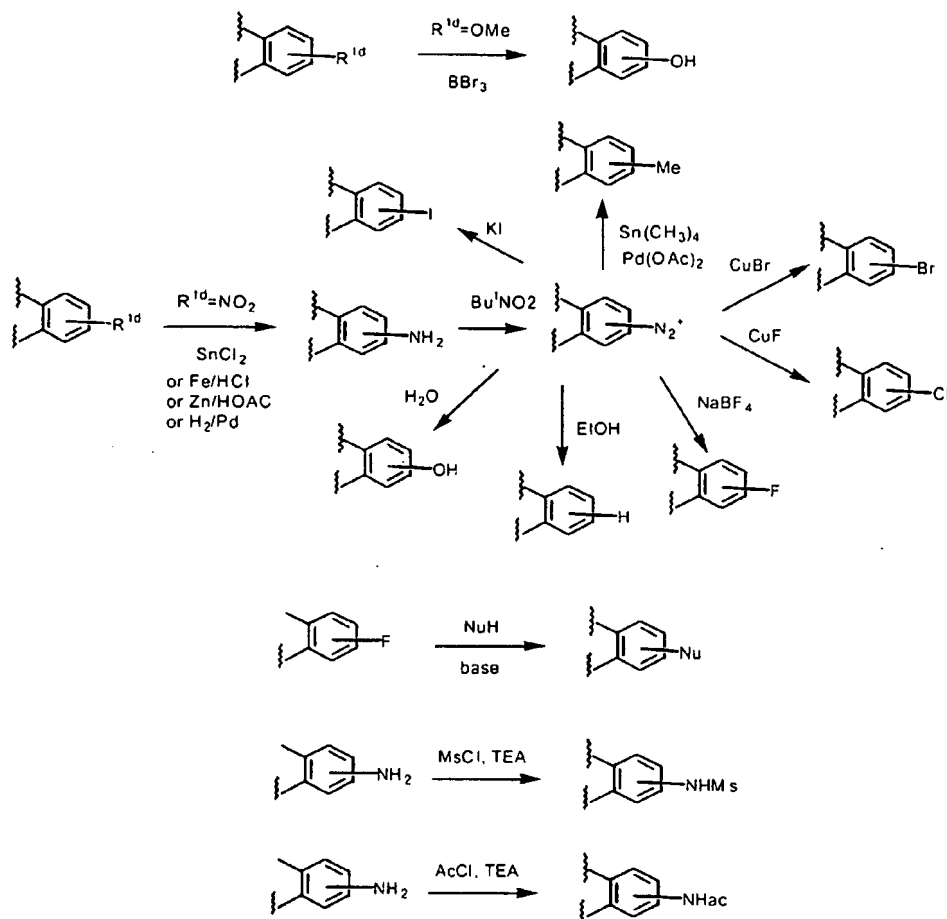 R¹ᵈ=OMe
R¹ᵈ
BBr₃
OH
Me
I
KI
Sn(CH₃)₄
Pd(OAc)₂
CuBr
Br
R¹ᵈ=NO₂
R¹ᵈ
SnCl₂
or Fe/HCl
or Zn/HOAC
or H₂/Pd
NH₂
BuᵗNO2
N₂⁺
CuF
Cl
H₂O
OH
EtOH
H
NaBF₄
F
F
NuH
base
Nu
NH₂
MsCl, TEA
NHMs
NH₂
AcCl, TEA
NHac